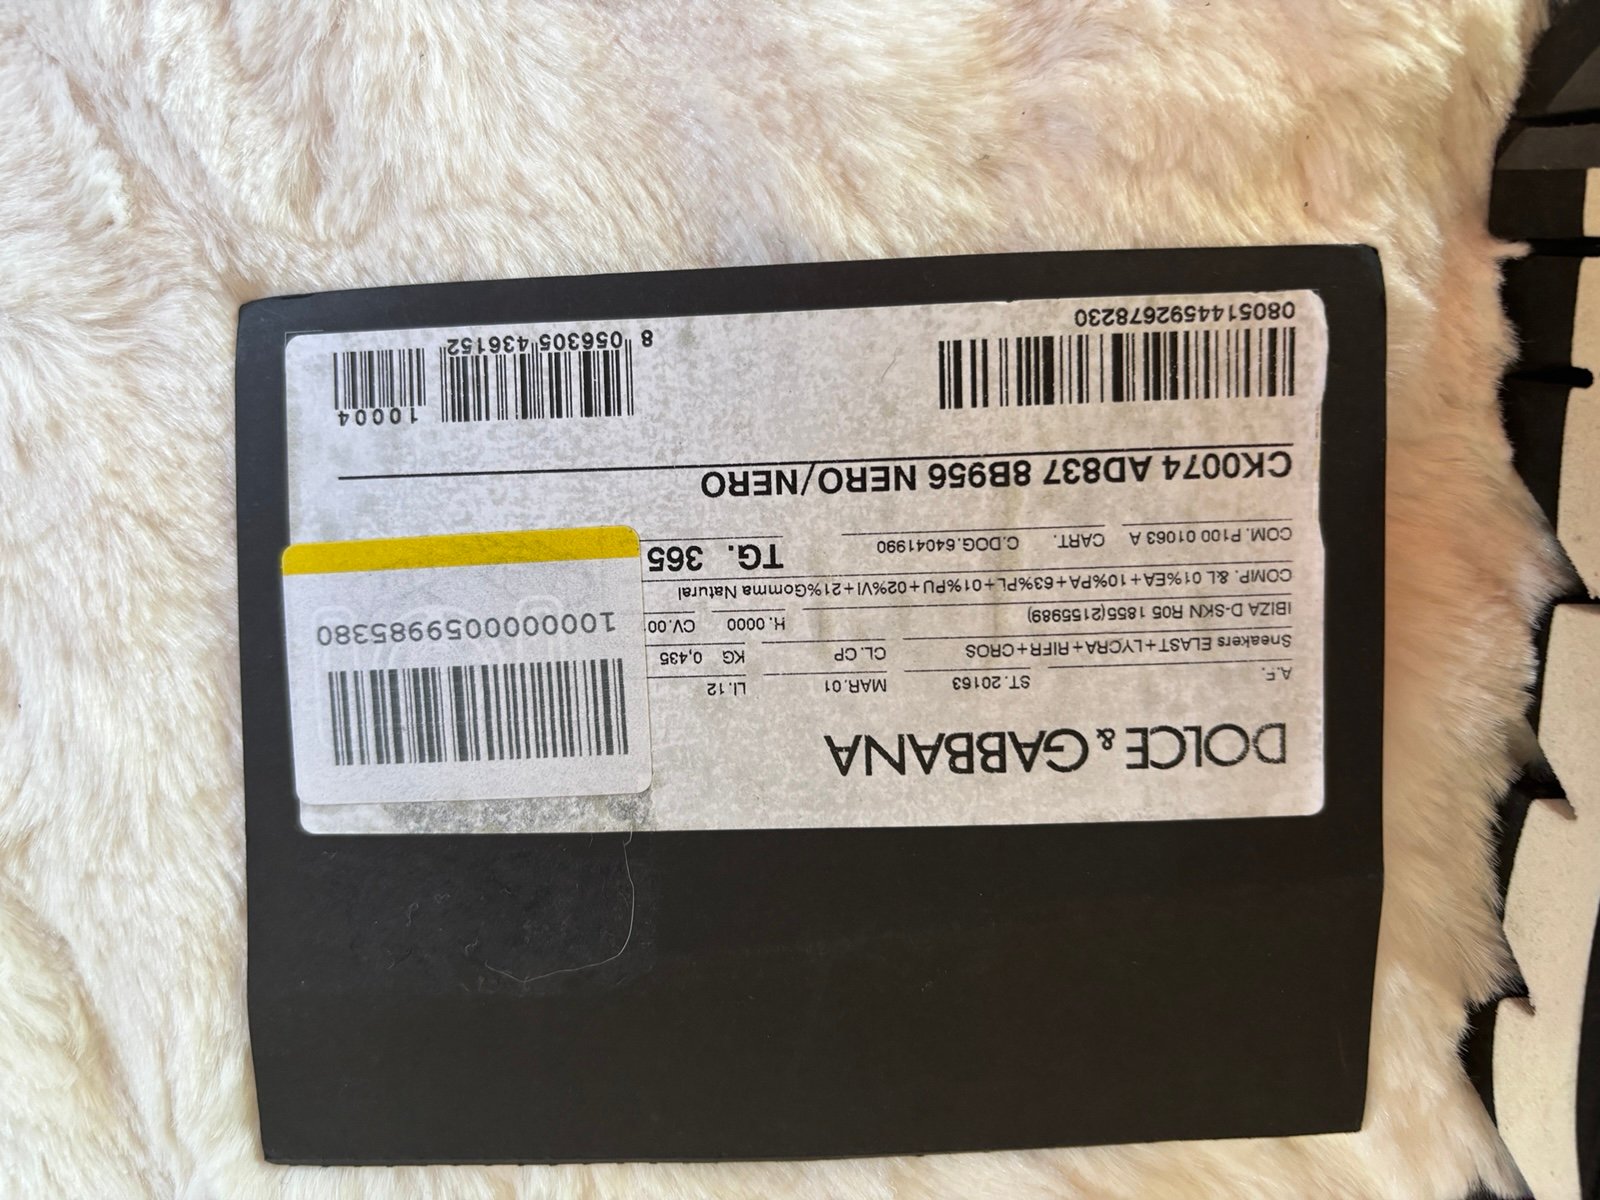 DOLCE & GABBANA
A.F. ST. 20163 MAR.01 LI.12
Sneakers ELAST+LYCRA+RIFR+CROS CL. CP KG 0,435
IBIZA D-SKN R05 1855(2155989) H. 0000 CV.00
COMP. &L 01%EA+10%PA+63%PL+01%PU+02%VI+21%Gomma Natural
COM. P100 01063 A CART. C.DOG.64041990 TG. 365
CK0074 AD837 8B956 NERO/NERO
0805144592678230
8 056305 436152
10004
1000000059985380